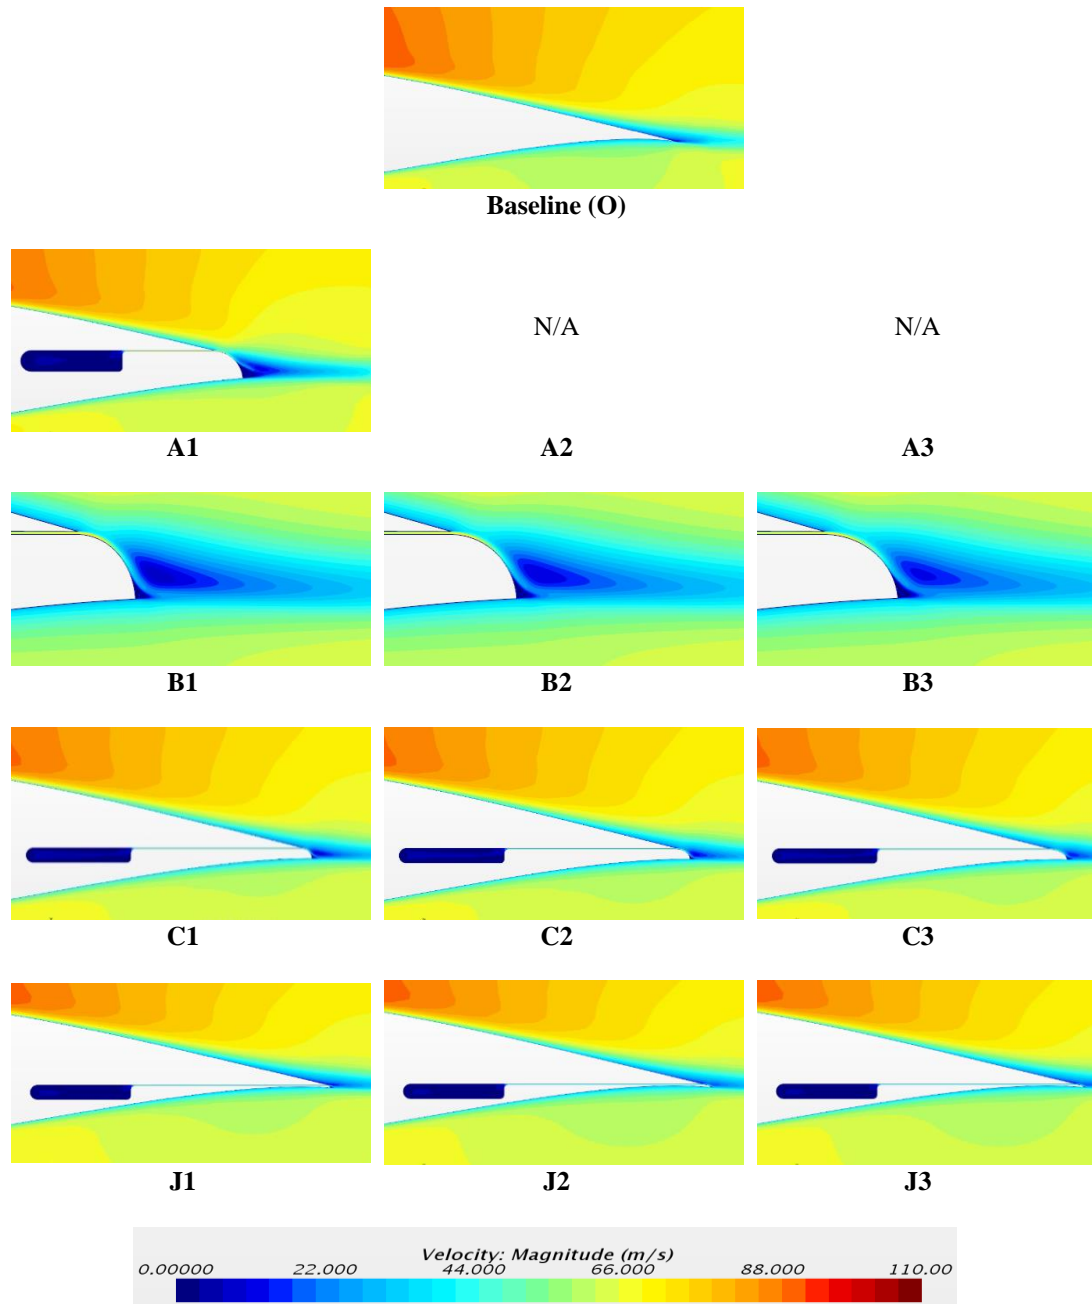 Baseline (O)
N/A
N/A
A1
A2
A3
B1
B2
B3
C1
C2
C3
J1
J2
J3
Velocity: Magnitude (m/s)
0.00000 22.000 44.000 66.000 88.000 110.00